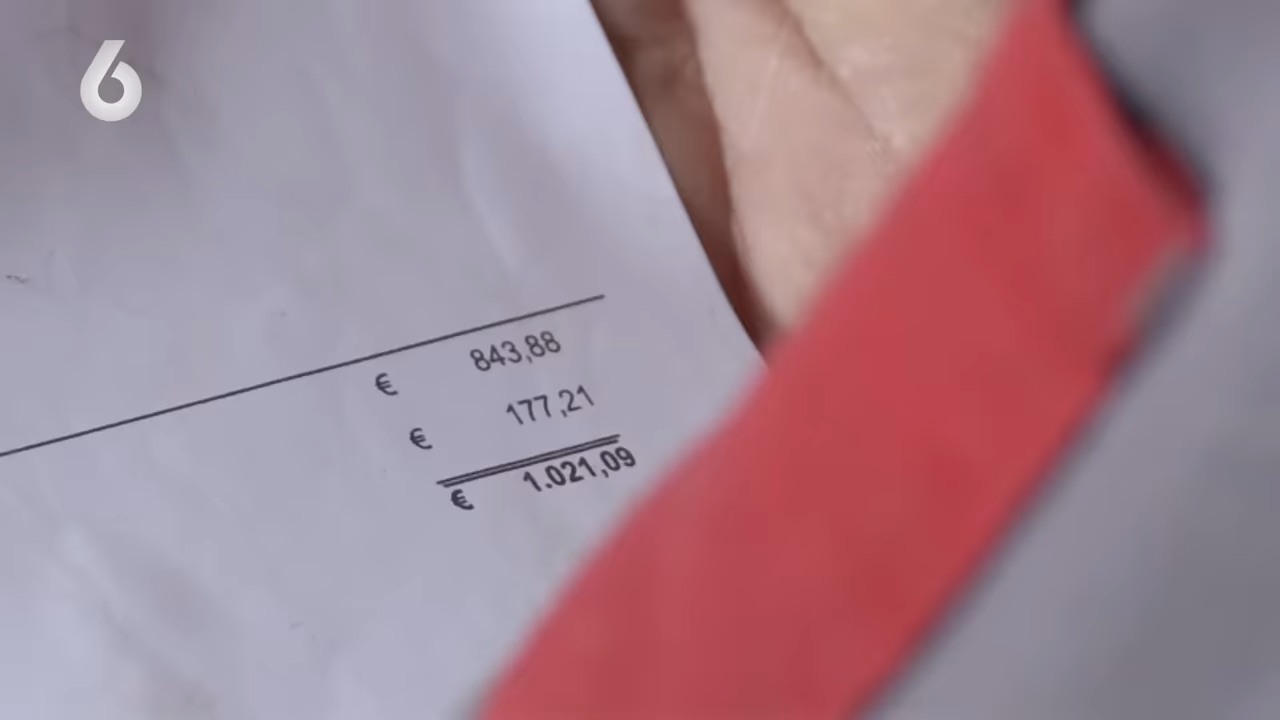 6
€ 843,88
€ 177,21
€ 1.021,09